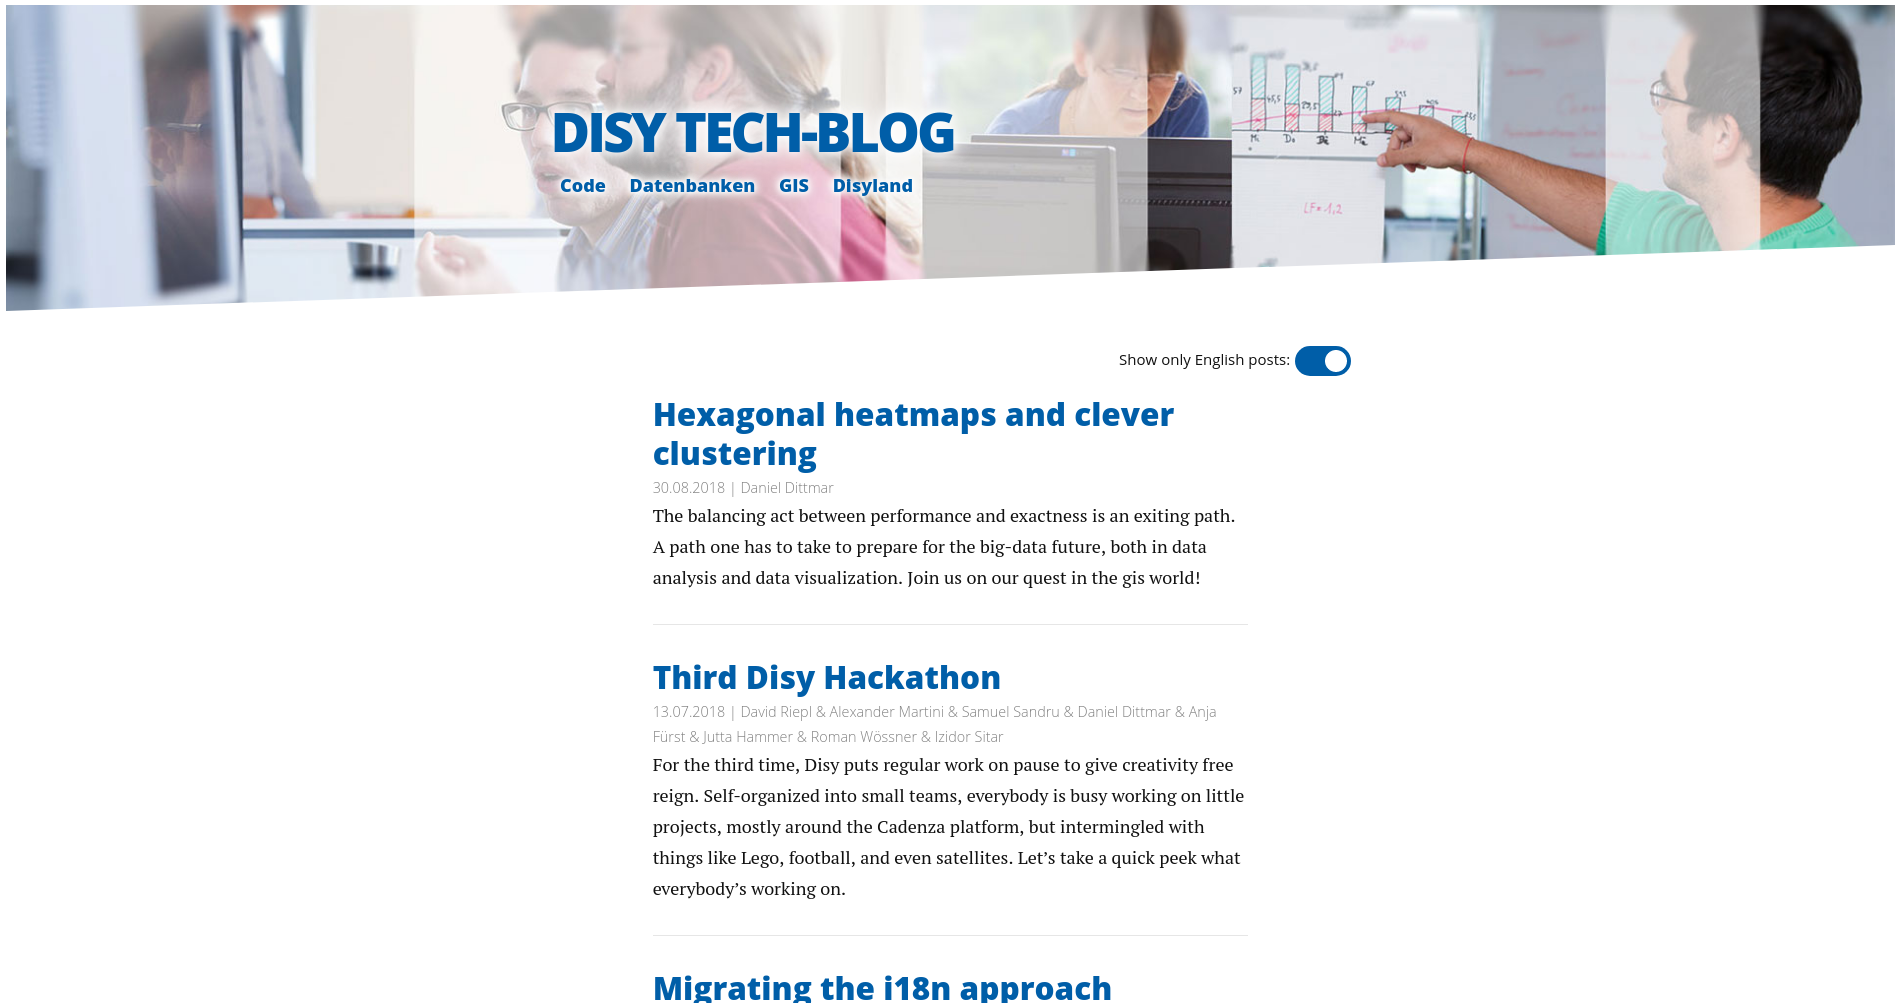 DISY TECH-BLOG
Code Datenbanken GIS Disyland
Show only English posts:
Hexagonal heatmaps and clever
clustering
30.08.2018 | Daniel Dittmar
The balancing act between performance and exactness is an exiting path.
A path one has to take to prepare for the big-data future, both in data
analysis and data visualization. Join us on our quest in the gis world!
Third Disy Hackathon
13.07.2018 | David Riepl & Alexander Martini & Samuel Sandru & Daniel Dittmar & Anja
Fürst & Jutta Hammer & Roman Wössner & Izidor Sitar
For the third time, Disy puts regular work on pause to give creativity free
reign. Self-organized into small teams, everybody is busy working on little
projects, mostly around the Cadenza platform, but intermingled with
things like Lego, football, and even satellites. Let’s take a quick peek what
everybody’s working on.
Migrating the i18n approach